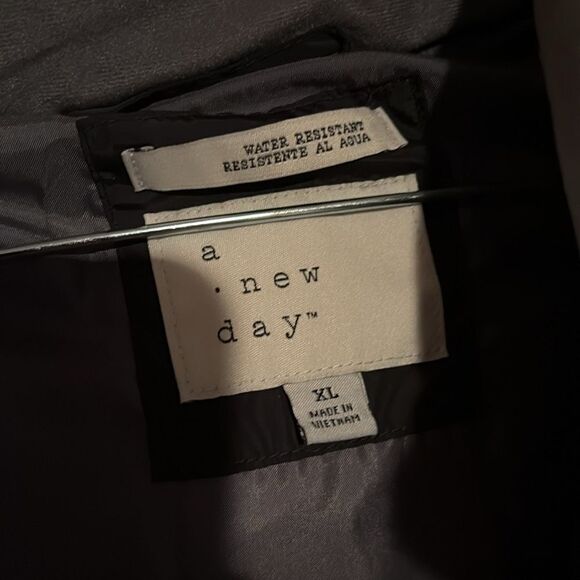 WATER RESISTANT
RESISTENTE AL AGUA
a
. new
day™
XL
MADE IN
VIETNAM